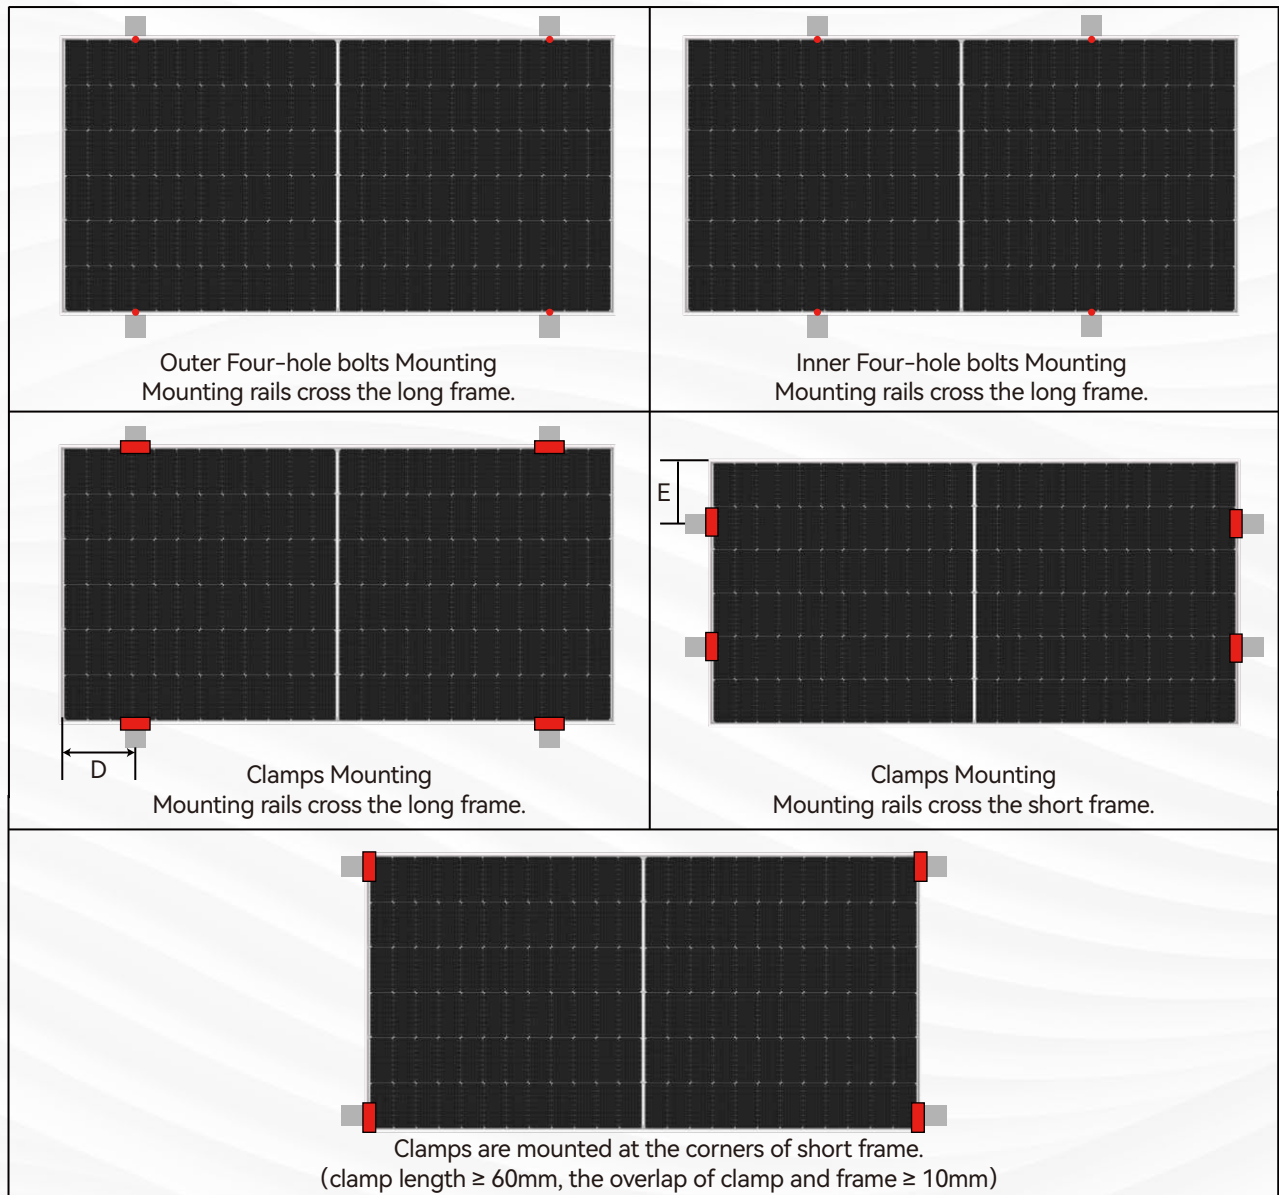 Outer Four-hole bolts Mounting
Mounting rails cross the long frame.
Inner Four-hole bolts Mounting
Mounting rails cross the long frame.
D
Clamps Mounting
Mounting rails cross the long frame.
E
Clamps Mounting
Mounting rails cross the short frame.
Clamps are mounted at the corners of short frame.
(clamp length ≥ 60mm, the overlap of clamp and frame ≥ 10mm)